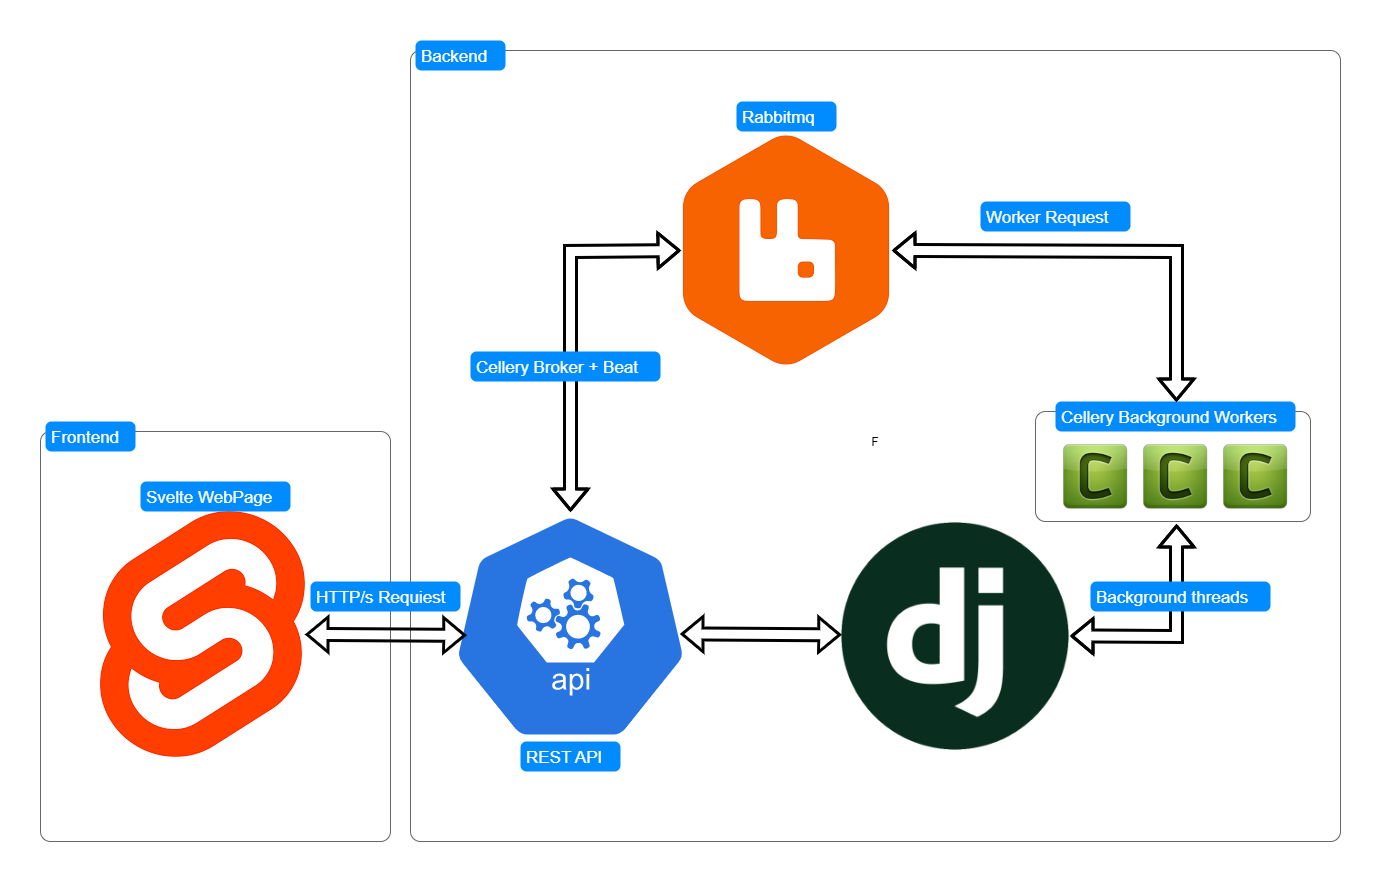 Backend
Rabbitmq
Worker Request
Cellery Broker + Beat
Cellery Background Workers
Frontend
F
C C C
Svelte WebPage
HTTP/s Requiest
Background threads
dj
api
REST API